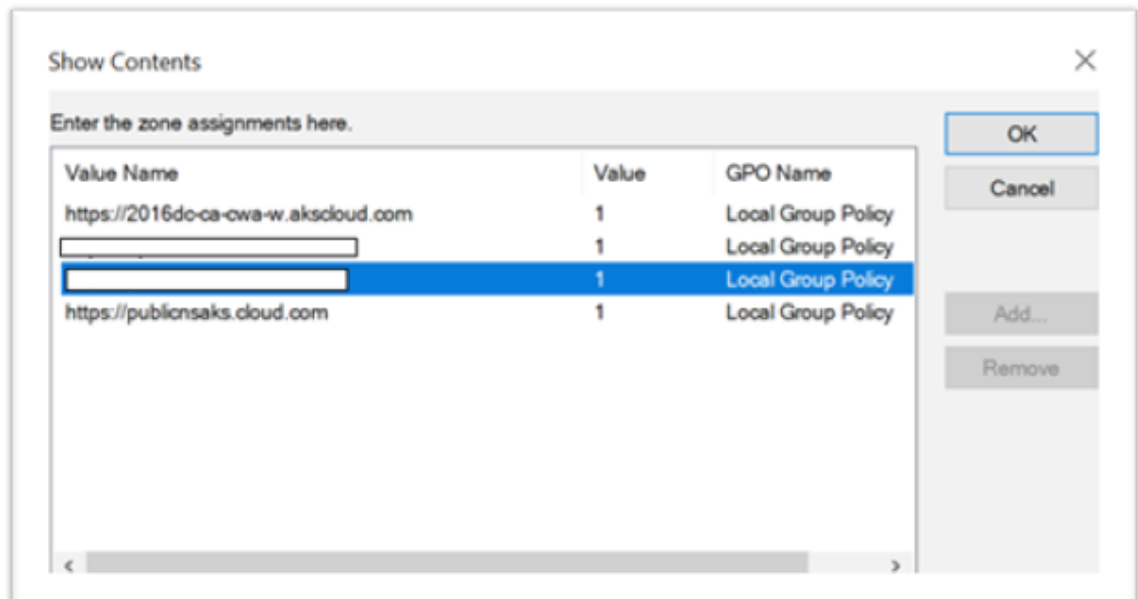 Show Contents
Enter the zone assignments here.
OK
Value Name Value GPO Name
Cancel
https://2016dc-ca-cwa-w.akscloud.com 1 Local Group Policy
1 Local Group Policy
1 Local Group Policy
https://publicnsaks.cloud.com 1 Local Group Policy
Add...
Remove